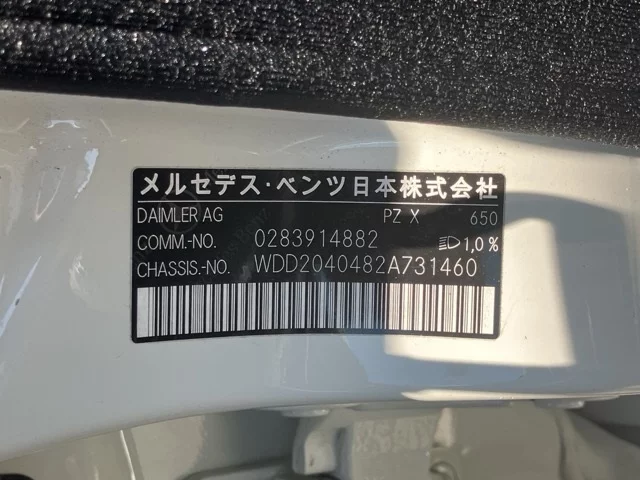 メルセデス・ベンツ日本株式会社
DAIMLER AG PZ X 650
COMM.-NO. 0283914882 1,0%
CHASSIS.-NO. WDD2040482A731460